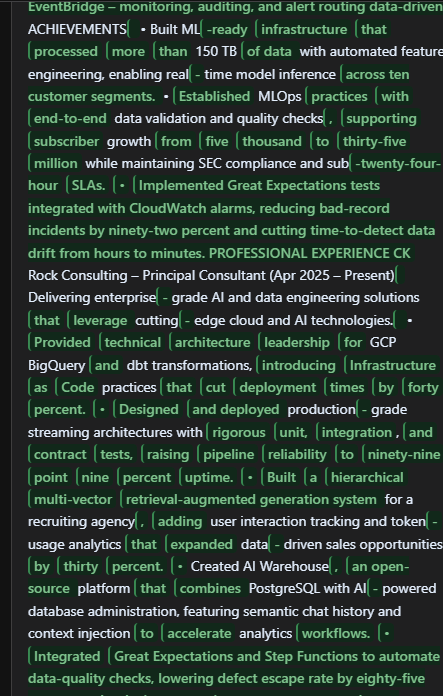 EventBridge – monitoring, auditing, and alert routing data-driven
ACHIEVEMENTS • Built ML-ready infrastructure that
processed more than 150 TB of data with automated feature
engineering, enabling real - time model inference across ten
customer segments. • Established MLOps practices with
end-to-end data validation and quality checks, supporting
subscriber growth from five thousand to thirty-five
million while maintaining SEC compliance and sub-twenty-four-
hour SLAs. • Implemented Great Expectations tests
integrated with CloudWatch alarms, reducing bad-record
incidents by ninety-two percent and cutting time-to-detect data
drift from hours to minutes. PROFESSIONAL EXPERIENCE CK
Rock Consulting – Principal Consultant (Apr 2025 – Present)
Delivering enterprise - grade AI and data engineering solutions
that leverage cutting - edge cloud and AI technologies. •
Provided technical architecture leadership for GCP
BigQuery and dbt transformations, introducing Infrastructure
as Code practices that cut deployment times by forty
percent. • Designed and deployed production - grade
streaming architectures with rigorous unit, integration , and
contract tests, raising pipeline reliability to ninety-nine
point nine percent uptime. • Built a hierarchical
multi-vector retrieval-augmented generation system for a
recruiting agency, adding user interaction tracking and token -
usage analytics that expanded data - driven sales opportunities
by thirty percent. • Created AI Warehouse, an open-
source platform that combines PostgreSQL with AI - powered
database administration, featuring semantic chat history and
context injection to accelerate analytics workflows. •
Integrated Great Expectations and Step Functions to automate
data-quality checks, lowering defect escape rate by eighty-five